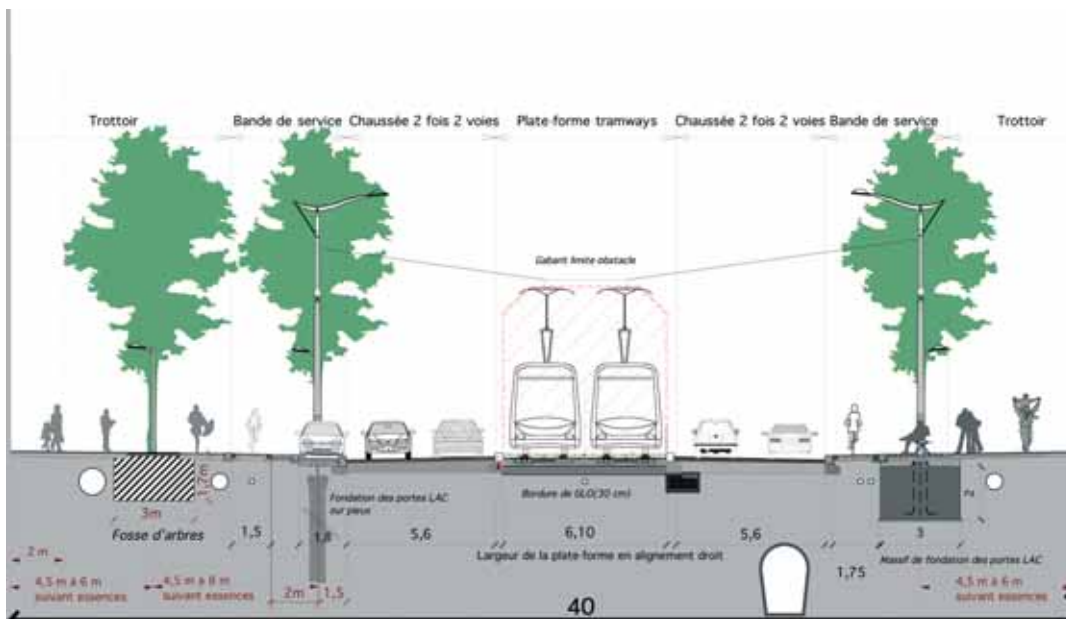 Trottoir
Bande de service
Chaussée 2 fois 2 voies
Plate-forme tramways
Chaussée 2 fois 2 voies
Bande de service
Trottoir
Gabarit limite obstacle
1,2m
3m
Fosse d'arbres
1,5
1,8
Fondation des portes LAC
sur pieux
5,6
Bordure de GLO(30 cm)
6,10
Largeur de la plate-forme en alignement droit
5,6
1,75
3
Massif de fondation des portes LAC
2 m
4,5 m à 6 m
suivant essences
4,5 m à 8 m
suivant essences
2m
1,5
40
4,5 m à 6 m
suivant essences